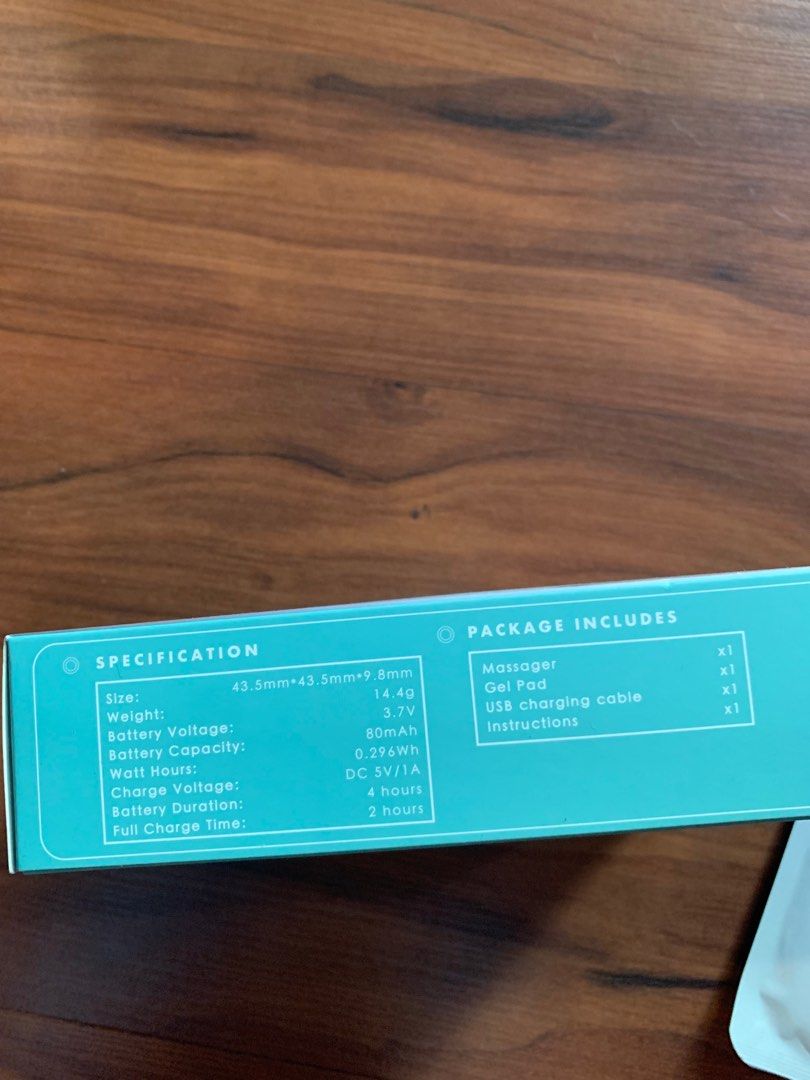 SPECIFICATION
Size: 43.5mm*43.5mm*9.8mm
Weight: 14.4g
Battery Voltage: 3.7V
Battery Capacity: 80mAh
Watt Hours: 0.296Wh
Charge Voltage: DC 5V/1A
Battery Duration: 4 hours
Full Charge Time: 2 hours
PACKAGE INCLUDES
Massager x1
Gel Pad x1
USB charging cable x1
Instructions x1